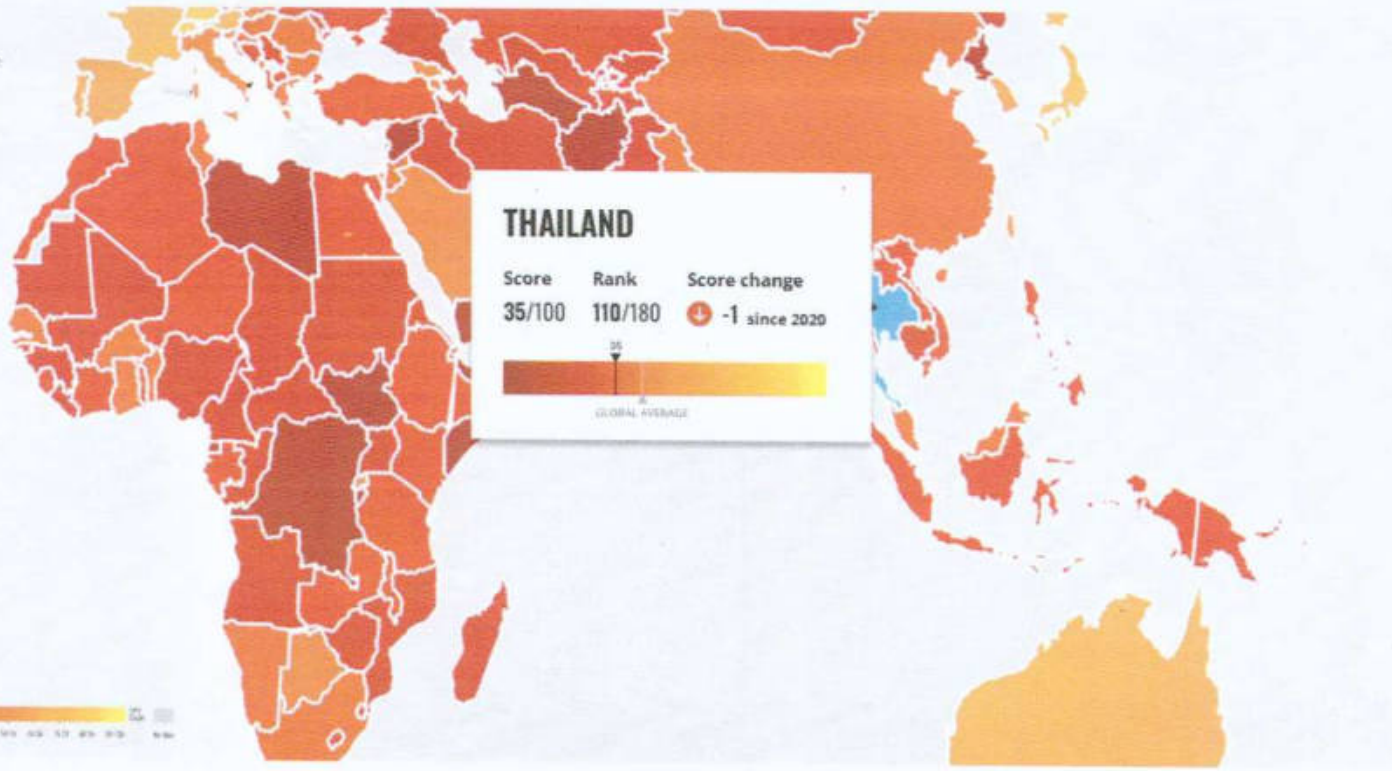 THAILAND
Score Rank Score change
35/100 110/180 -1 since 2020
35
GLOBAL AVERAGE